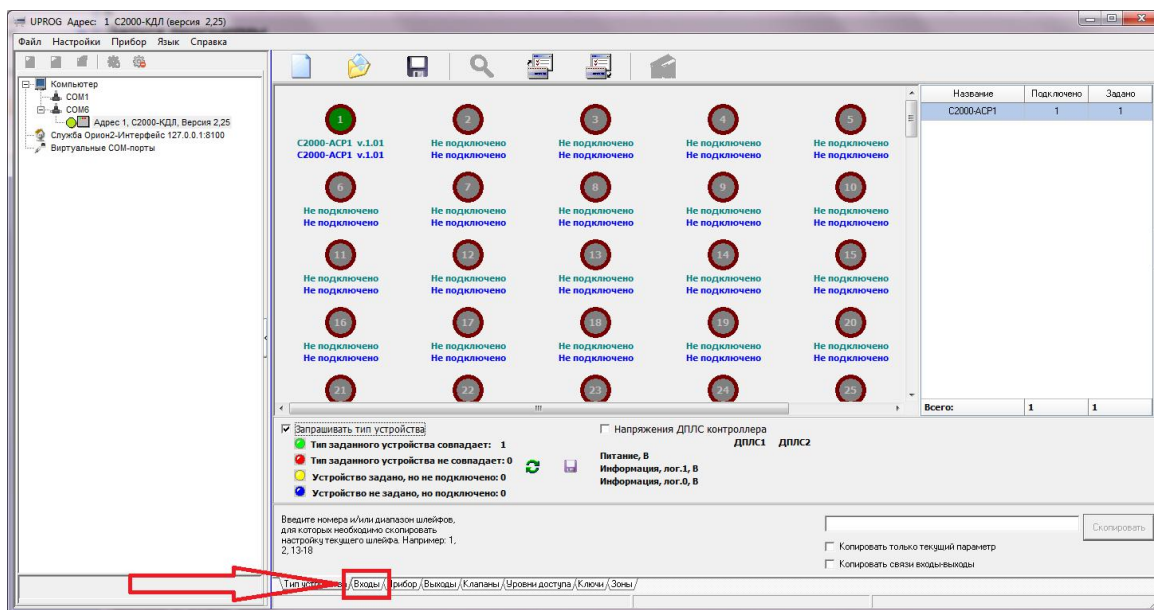 UPROG Адрес: 1 С2000-КДЛ (версия 2,25)
Файл Настройки Прибор Язык Справка
Компьютер
COM1
COM6
Адрес 1, С2000-КДЛ, Версия 2,25
Служба Орион2-Интерфейс 127.0.0.1:8100
Виртуальные COM-порты
1 2 3 4 5
С2000-АСР1 v.1.01 Не подключено Не подключено Не подключено Не подключено
С2000-АСР1 v.1.01 Не подключено Не подключено Не подключено Не подключено
6 7 8 9 10
Не подключено Не подключено Не подключено Не подключено Не подключено
Не подключено Не подключено Не подключено Не подключено Не подключено
11 12 13 14 15
Не подключено Не подключено Не подключено Не подключено Не подключено
Не подключено Не подключено Не подключено Не подключено Не подключено
16 17 18 19 20
Не подключено Не подключено Не подключено Не подключено Не подключено
Не подключено Не подключено Не подключено Не подключено Не подключено
21 22 23 24 25
Название Подключено Задано
С2000-АСР1 1 1
Всего: 1 1
Запрашивать тип устройства
Тип заданного устройства совпадает: 1
Тип заданного устройства не совпадает: 0
Устройство задано, но не подключено: 0
Устройство не задано, но подключено: 0
Напряжения ДПЛС контроллера
ДПЛС1 ДПЛС2
Питание, В
Информация, лог.1, В
Информация, лог.0, В
Введите номера и/или диапазон шлейфов,
для которых необходимо скопировать
настройку текущего шлейфа. Например: 1,
2, 13-18
Скопировать
Копировать только текущий параметр
Копировать связи входы-выходы
Входы Выходы Клапаны Уровни доступа Ключи Зоны